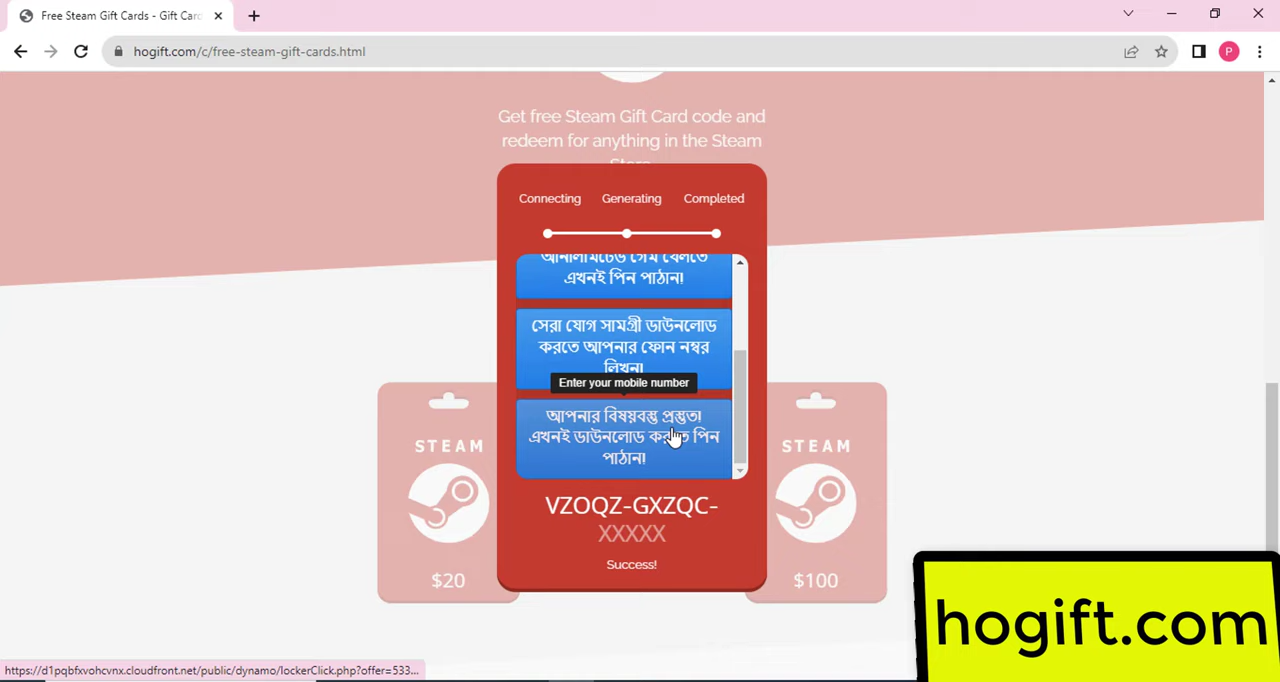 Free Steam Gift Cards - Gift Card
hogift.com/c/free-steam-gift-cards.html
P
Get free Steam Gift Card code and
redeem for anything in the Steam
Store
Connecting Generating Completed
আনলিমিটেড গেম খেলতে
এখনই পিন পাঠান!
সেরা যোগ সামগ্রী ডাউনলোড
করতে আপনার ফোন নম্বর
লিখুন!
Enter your mobile number
আপনার বিষয়বস্তু প্রস্তুত!
এখনই ডাউনলোড করতে পিন
পাঠান!
STEAM
$20
STEAM
$100
VZOQZ-GXZQC-
XXXXX
Success!
hogift.com
https://d1pqbfxvohcvnx.cloudfront.net/public/dynamo/lockerClick.php?offer=533...